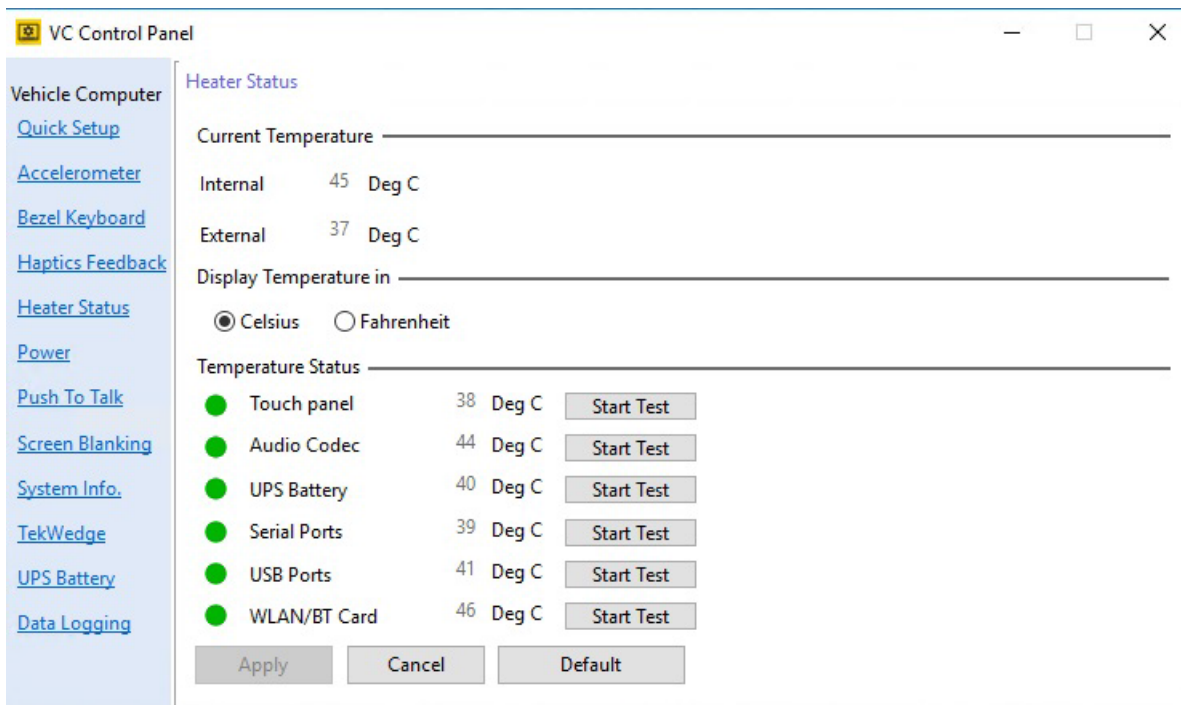 VC Control Panel
Vehicle Computer
Quick Setup
Accelerometer
Bezel Keyboard
Haptics Feedback
Heater Status
Power
Push To Talk
Screen Blanking
System Info.
TekWedge
UPS Battery
Data Logging
Heater Status
Current Temperature
Internal 45 Deg C
External 37 Deg C
Display Temperature in
Celsius Fahrenheit
Temperature Status
Touch panel 38 Deg C Start Test
Audio Codec 44 Deg C Start Test
UPS Battery 40 Deg C Start Test
Serial Ports 39 Deg C Start Test
USB Ports 41 Deg C Start Test
WLAN/BT Card 46 Deg C Start Test
Apply Cancel Default